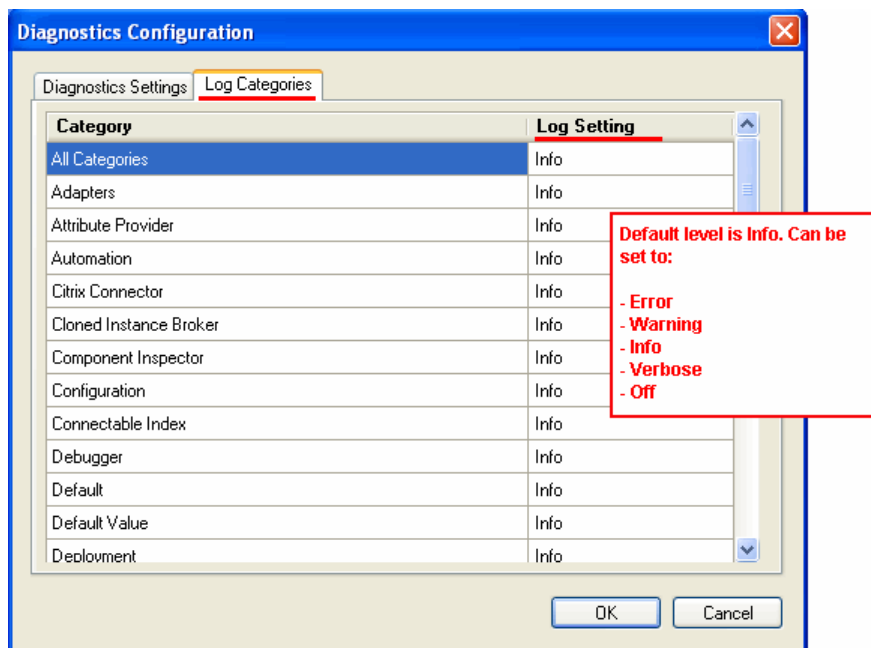 Diagnostics Configuration
Diagnostics Settings Log Categories
Category Log Setting
All Categories Info
Adapters Info
Attribute Provider Info
Automation Info
Citrix Connector Info
Cloned Instance Broker Info
Component Inspector Info
Configuration Info
Connectable Index Info
Debugger Info
Default Info
Default Value Info
Deployment Info
Default level is Info. Can be
set to:
- Error
- Warning
- Info
- Verbose
- Off
OK Cancel